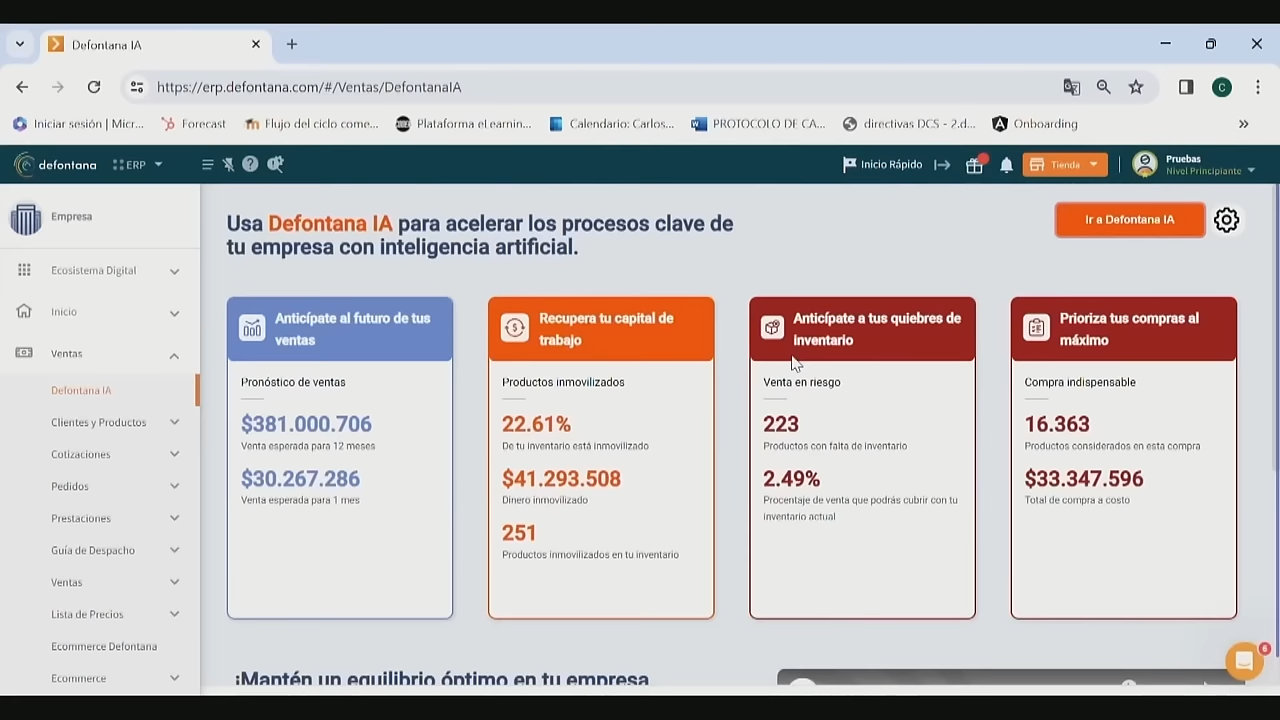 Defontana IA
https://erp.defontana.com/#/Ventas/DefontanaIA
C
Iniciar sesión | Micr...
Forecast
Flujo del ciclo come...
Plataforma el earnin...
Calendario: Carlos...
PROTOCOLO DE CA...
directivas DCS - 2.d...
Onboarding
defontana
ERP
Inicio Rápido
Tienda
Pruebas
Nivel Principiante
Empresa
Ecosistema Digital
Inicio
Ventas
Defontana IA
Clientes y Productos
Cotizaciones
Pedidos
Prestaciones
Guía de Despacho
Ventas
Lista de Precios
Ecommerce Defontana
Ecommerce
Usa Defontana IA para acelerar los procesos clave de
tu empresa con inteligencia artificial.
Ir a Defontana IA
Anticípate al futuro de tus
ventas
Pronóstico de ventas
$381.000.706
Venta esperada para 12 meses
$30.267.286
Venta esperada para 1 mes
Recupera tu capital de
trabajo
Productos inmovilizados
22.61%
De tu inventario está inmovilizado
$41.293.508
Dinero inmovilizado
251
Productos inmovilizados en tu inventario
Anticípate a tus quiebres de
inventario
Venta en riesgo
223
Productos con falta de inventario
2.49%
Porcentaje de venta que podrás cubrir con tu
inventario actual
Prioriza tus compras al
máximo
Compra indispensable
16.363
Productos considerados en esta compra
$33.347.596
Total de compra a costo
¡Mantén un equilibrio óptimo en tu empresa
6